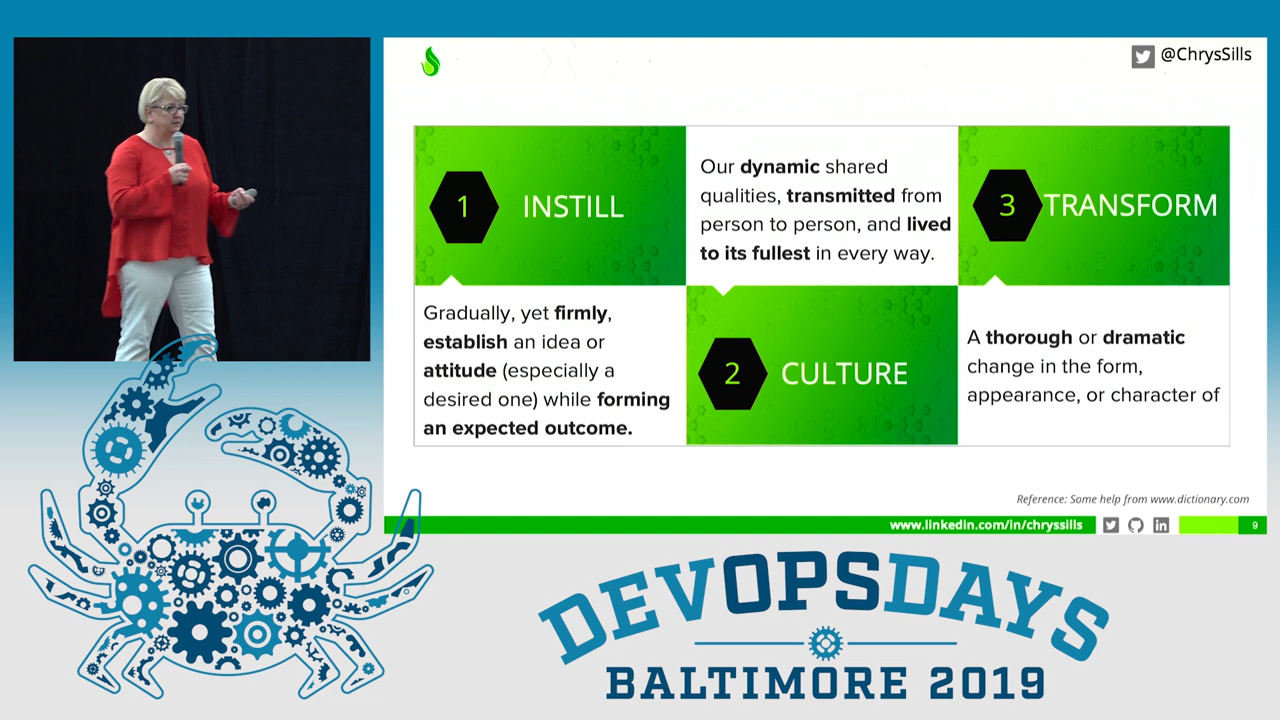 @ChrysSills
1 INSTILL
Our dynamic shared
qualities, transmitted from
person to person, and lived
to its fullest in every way.
3 TRANSFORM
Gradually, yet firmly,
establish an idea or
attitude (especially a
desired one) while forming
an expected outcome.
2 CULTURE
A thorough or dramatic
change in the form,
appearance, or character of
Reference: Some help from www.dictionary.com
www.linkedin.com/in/chryssills
9
DEVOPSDAYS
BALTIMORE 2019